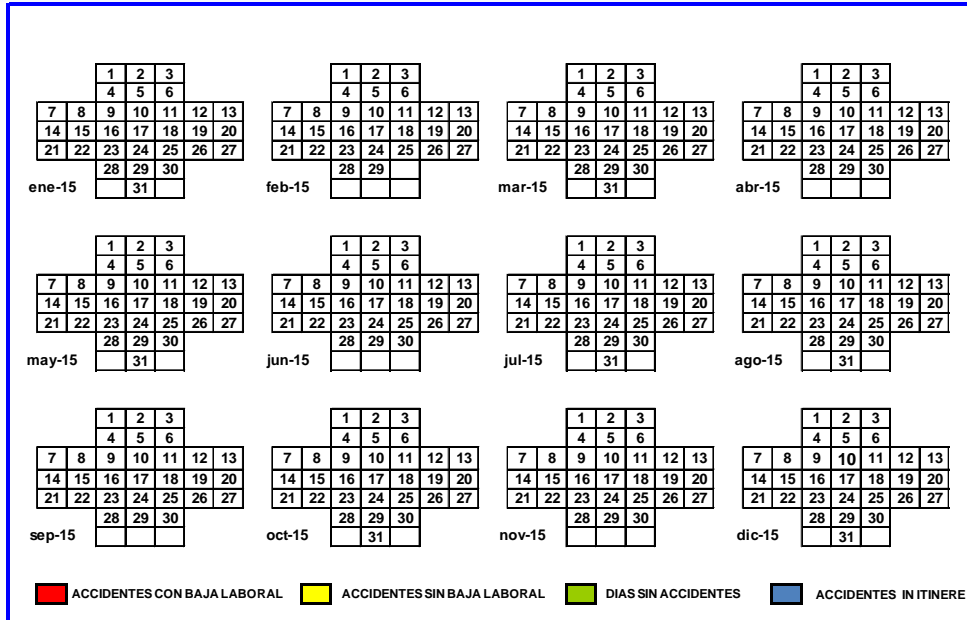 1 2 3 1 2 3 1 2 3 1 2 3
4 5 6 4 5 6 4 5 6 4 5 6
7 8 9 10 11 12 13 7 8 9 10 11 12 13 7 8 9 10 11 12 13 7 8 9 10 11 12 13
14 15 16 17 18 19 20 14 15 16 17 18 19 20 14 15 16 17 18 19 20 14 15 16 17 18 19 20
21 22 23 24 25 26 27 21 22 23 24 25 26 27 21 22 23 24 25 26 27 21 22 23 24 25 26 27
28 29 30 28 29 28 29 30 28 29 30
ene-15 31 feb-15 mar-15 31 abr-15
1 2 3 1 2 3 1 2 3 1 2 3
4 5 6 4 5 6 4 5 6 4 5 6
7 8 9 10 11 12 13 7 8 9 10 11 12 13 7 8 9 10 11 12 13 7 8 9 10 11 12 13
14 15 16 17 18 19 20 14 15 16 17 18 19 20 14 15 16 17 18 19 20 14 15 16 17 18 19 20
21 22 23 24 25 26 27 21 22 23 24 25 26 27 21 22 23 24 25 26 27 21 22 23 24 25 26 27
28 29 30 28 29 30 28 29 30 28 29 30
may-15 31 jun-15 jul-15 31 ago-15 31
1 2 3 1 2 3 1 2 3 1 2 3
4 5 6 4 5 6 4 5 6 4 5 6
7 8 9 10 11 12 13 7 8 9 10 11 12 13 7 8 9 10 11 12 13 7 8 9 10 11 12 13
14 15 16 17 18 19 20 14 15 16 17 18 19 20 14 15 16 17 18 19 20 14 15 16 17 18 19 20
21 22 23 24 25 26 27 21 22 23 24 25 26 27 21 22 23 24 25 26 27 21 22 23 24 25 26 27
28 29 30 28 29 30 28 29 30 28 29 30
sep-15 oct-15 31 nov-15 dic-15 31
ACCIDENTES CON BAJA LABORAL ACCIDENTES SIN BAJA LABORAL DIAS SIN ACCIDENTES ACCIDENTES IN ITINERE